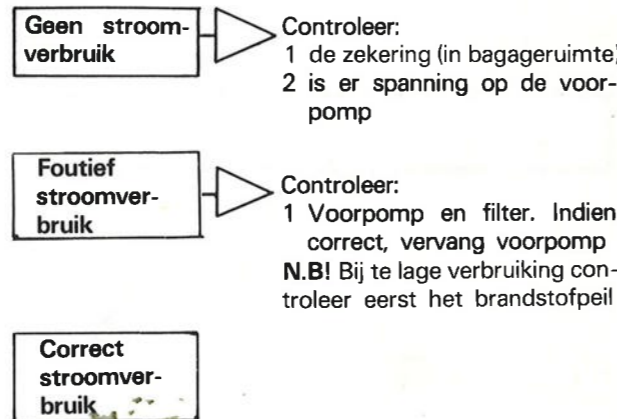 Geen stroom-
verbruik
Controleer:
1 de zekering (in bagageruimte)
2 is er spanning op de voor-
pomp
Foutief
stroomver-
bruik
Controleer:
1 Voorpomp en filter. Indien
correct, vervang voorpomp
N.B! Bij te lage verbruiking con-
troleer eerst het brandstofpeil
Correct
stroomver-
bruik